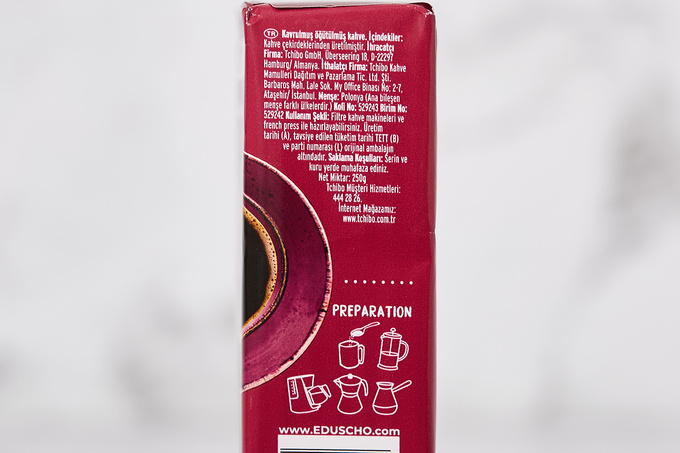 TR Kavrulmuş öğütülmüş kahve. İçindekiler:
Kahve çekirdeklerinden üretilmiştir. İhracatçı
Firma: Tchibo GmbH, Überseering 18, D-22297
Hamburg/ Almanya. İthalatçı Firma: Tchibo Kahve
Mamulleri Dağıtım ve Pazarlama Tic. Ltd. Şti.
Barbaros Mah. Lale Sok. My Office Binası No: 2-7,
Ataşehir/ İstanbul. Menşe: Polonya (Ana bileşen
menşe farklı ülkelerdir.) Koli No: 529243 Birim No:
529242 Kullanım Şekli: Filtre kahve makineleri ve
french press ile hazırlayabilirsiniz. Üretim
tarihi (A), tavsiye edilen tüketim tarihi TETT (B)
ve parti numarası (L) orijinal ambalajın
altındadır. Saklama Koşulları: Serin ve
kuru yerde muhafaza ediniz.
Net Miktar: 250g
Tchibo Müşteri Hizmetleri:
444 28 26.
İnternet Mağazamız:
www.tchibo.com.tr
PREPARATION
www.EDUSCHO.com